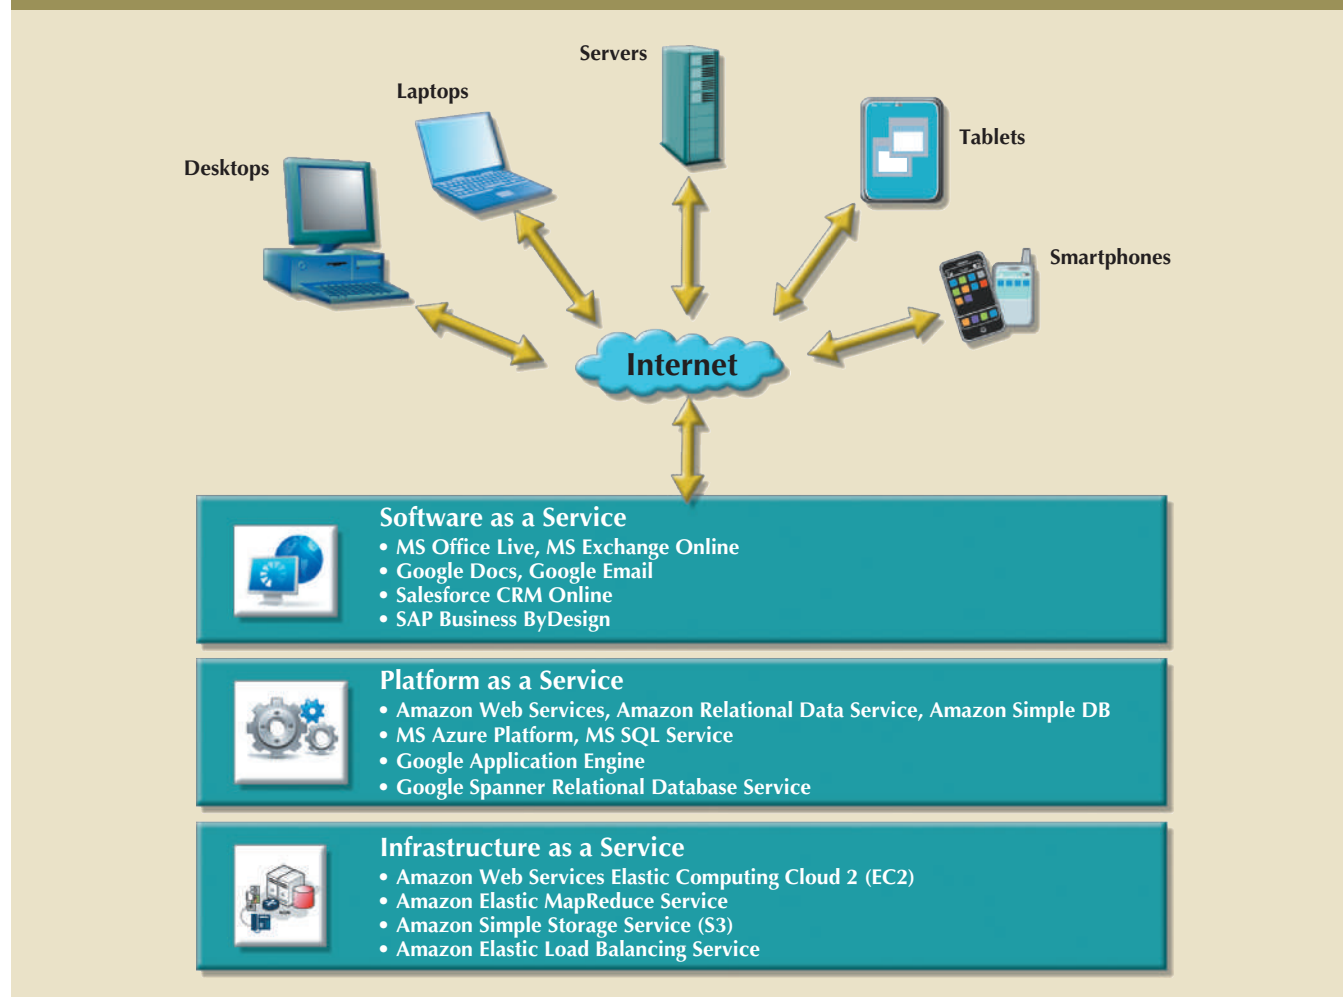 Servers
Laptops
Tablets
Desktops
Smartphones
Internet
Software as a Service
• MS Office Live, MS Exchange Online
• Google Docs, Google Email
• Salesforce CRM Online
• SAP Business ByDesign
Platform as a Service
• Amazon Web Services, Amazon Relational Data Service, Amazon Simple DB
• MS Azure Platform, MS SQL Service
• Google Application Engine
• Google Spanner Relational Database Service
Infrastructure as a Service
• Amazon Web Services Elastic Computing Cloud 2 (EC2)
• Amazon Elastic MapReduce Service
• Amazon Simple Storage Service (S3)
• Amazon Elastic Load Balancing Service